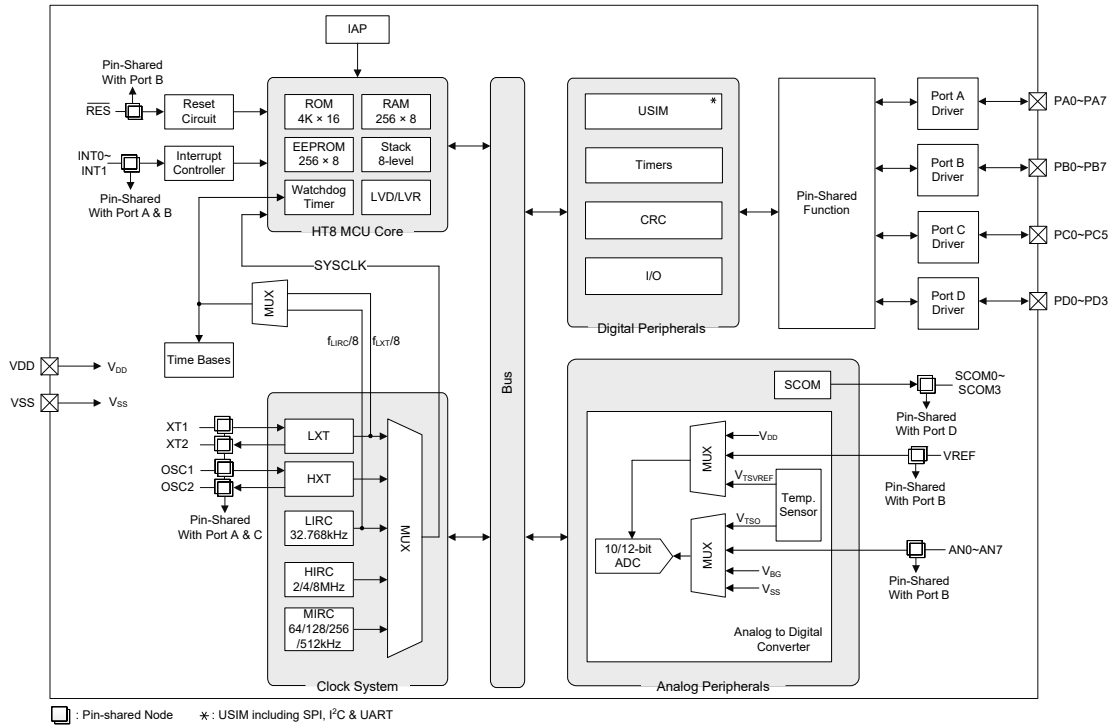 IAP
Pin-Shared
With Port B
RES
Reset
Circuit
INT0~
INT1
Interrupt
Controller
Pin-Shared
With Port A & B
ROM
4K × 16
RAM
256 × 8
EEPROM
256 × 8
Stack
8-level
Watchdog
Timer
LVD/LVR
HT8 MCU Core
SYSCLK
MUX
fLIRC/8
fLXT/8
Time Bases
VDD
VDD
VSS
VSS
XT1
XT2
OSC1
OSC2
Pin-Shared
With Port A & C
LXT
HXT
LIRC
32.768kHz
HIRC
2/4/8MHz
MIRC
64/128/256
/512kHz
MUX
Clock System
Bus
USIM
*
Timers
CRC
I/O
Digital Peripherals
Pin-Shared
Function
Port A
Driver
PA0~PA7
Port B
Driver
PB0~PB7
Port C
Driver
PC0~PC5
Port D
Driver
PD0~PD3
SCOM
SCOM0~
SCOM3
Pin-Shared
With Port D
MUX
VDD
VREF
Pin-Shared
With Port B
VTSVREF
Temp.
Sensor
VTSO
10/12-bit
ADC
MUX
AN0~AN7
Pin-Shared
With Port B
VBG
VSS
Analog to Digital
Converter
Analog Peripherals
: Pin-shared Node
* : USIM including SPI, I²C & UART